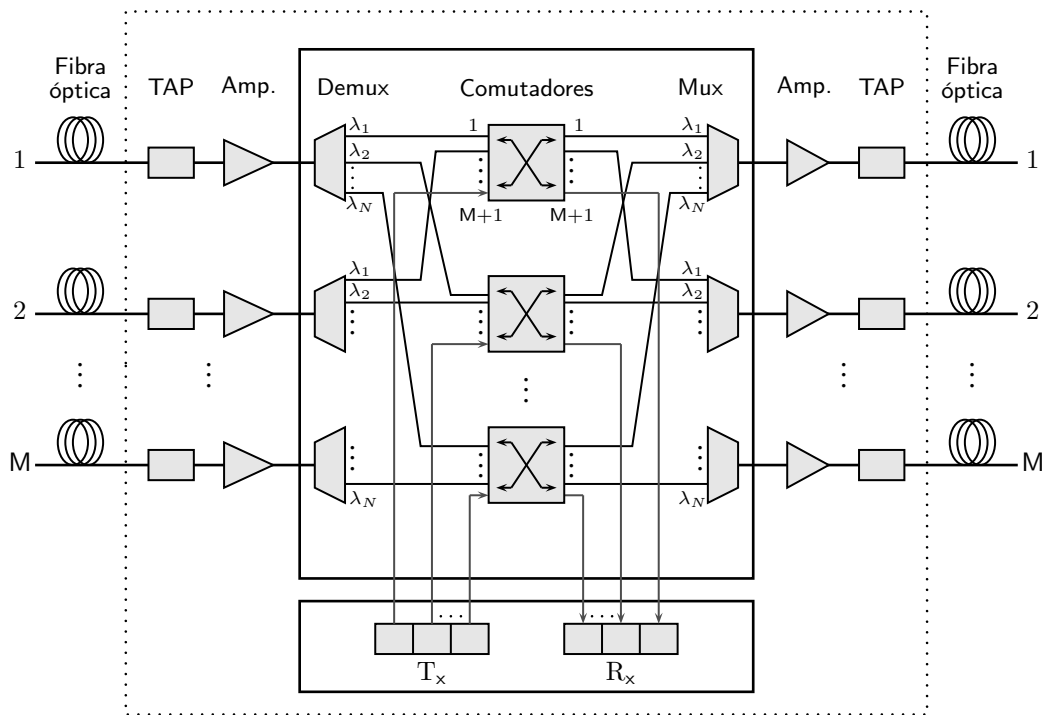 Fibra
óptica
TAP
Amp.
Demux
Comutadores
Mux
Amp.
TAP
Fibra
óptica
1
λ1
λ2
λN
1
M+1
1
M+1
λ1
λ2
λN
1
2
λ1
λ2
λ1
λ2
2
M
λN
λN
M
Tx
Rx